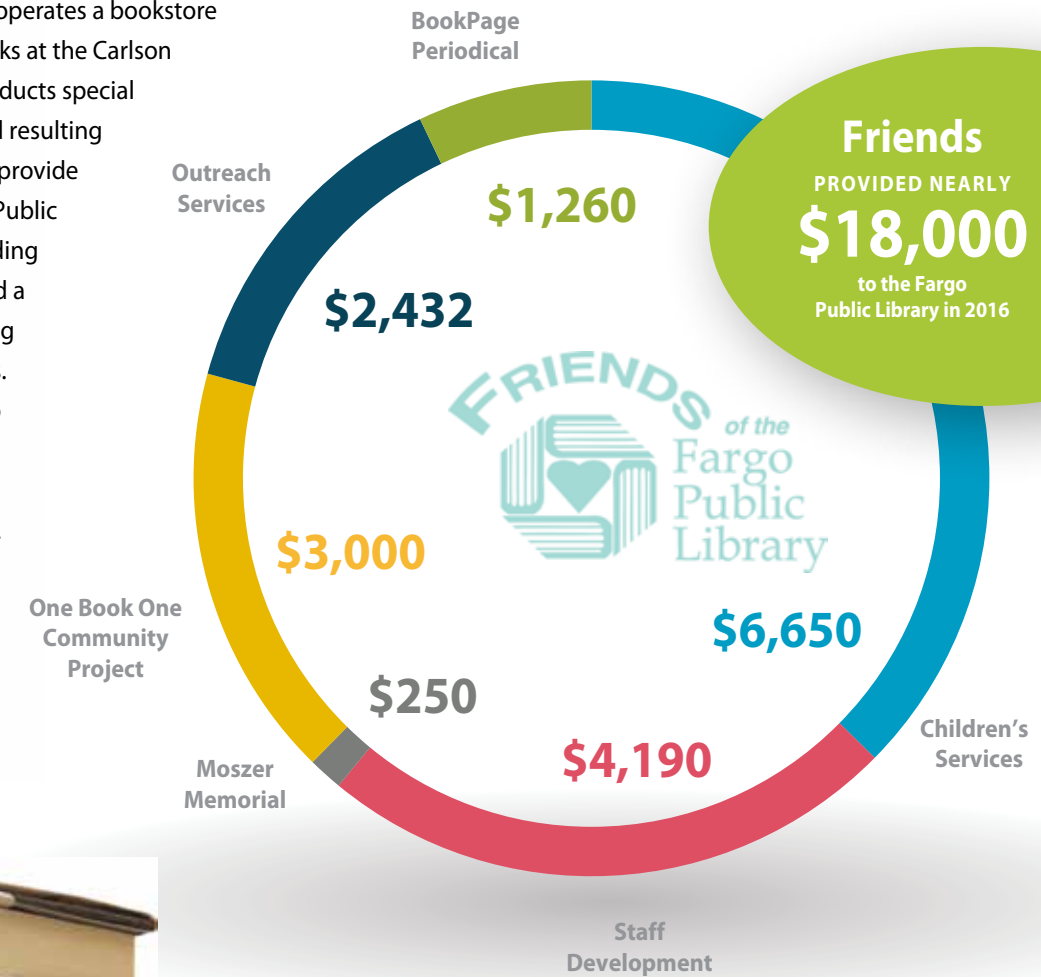 operates a bookstore
ks at the Carlson
ducts special
resulting
provide
Public
ding
d a
g
BookPage
Periodical
Outreach
Services
$1,260
$2,432
Friends
PROVIDED NEARLY
$18,000
to the Fargo
Public Library in 2016
FRIENDS
of the
Fargo
Public
Library
$3,000
$6,650
One Book One
Community
Project
$250
Children's
Services
$4,190
Moszer
Memorial
Staff
Development